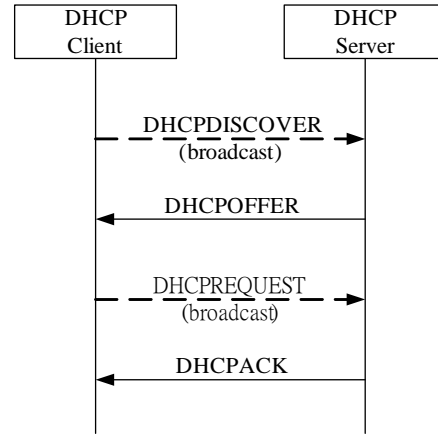 DHCP
Client
DHCP
Server
DHCPDISCOVER
(broadcast)
DHCPOFFER
DHCPREQUEST
(broadcast)
DHCPACK